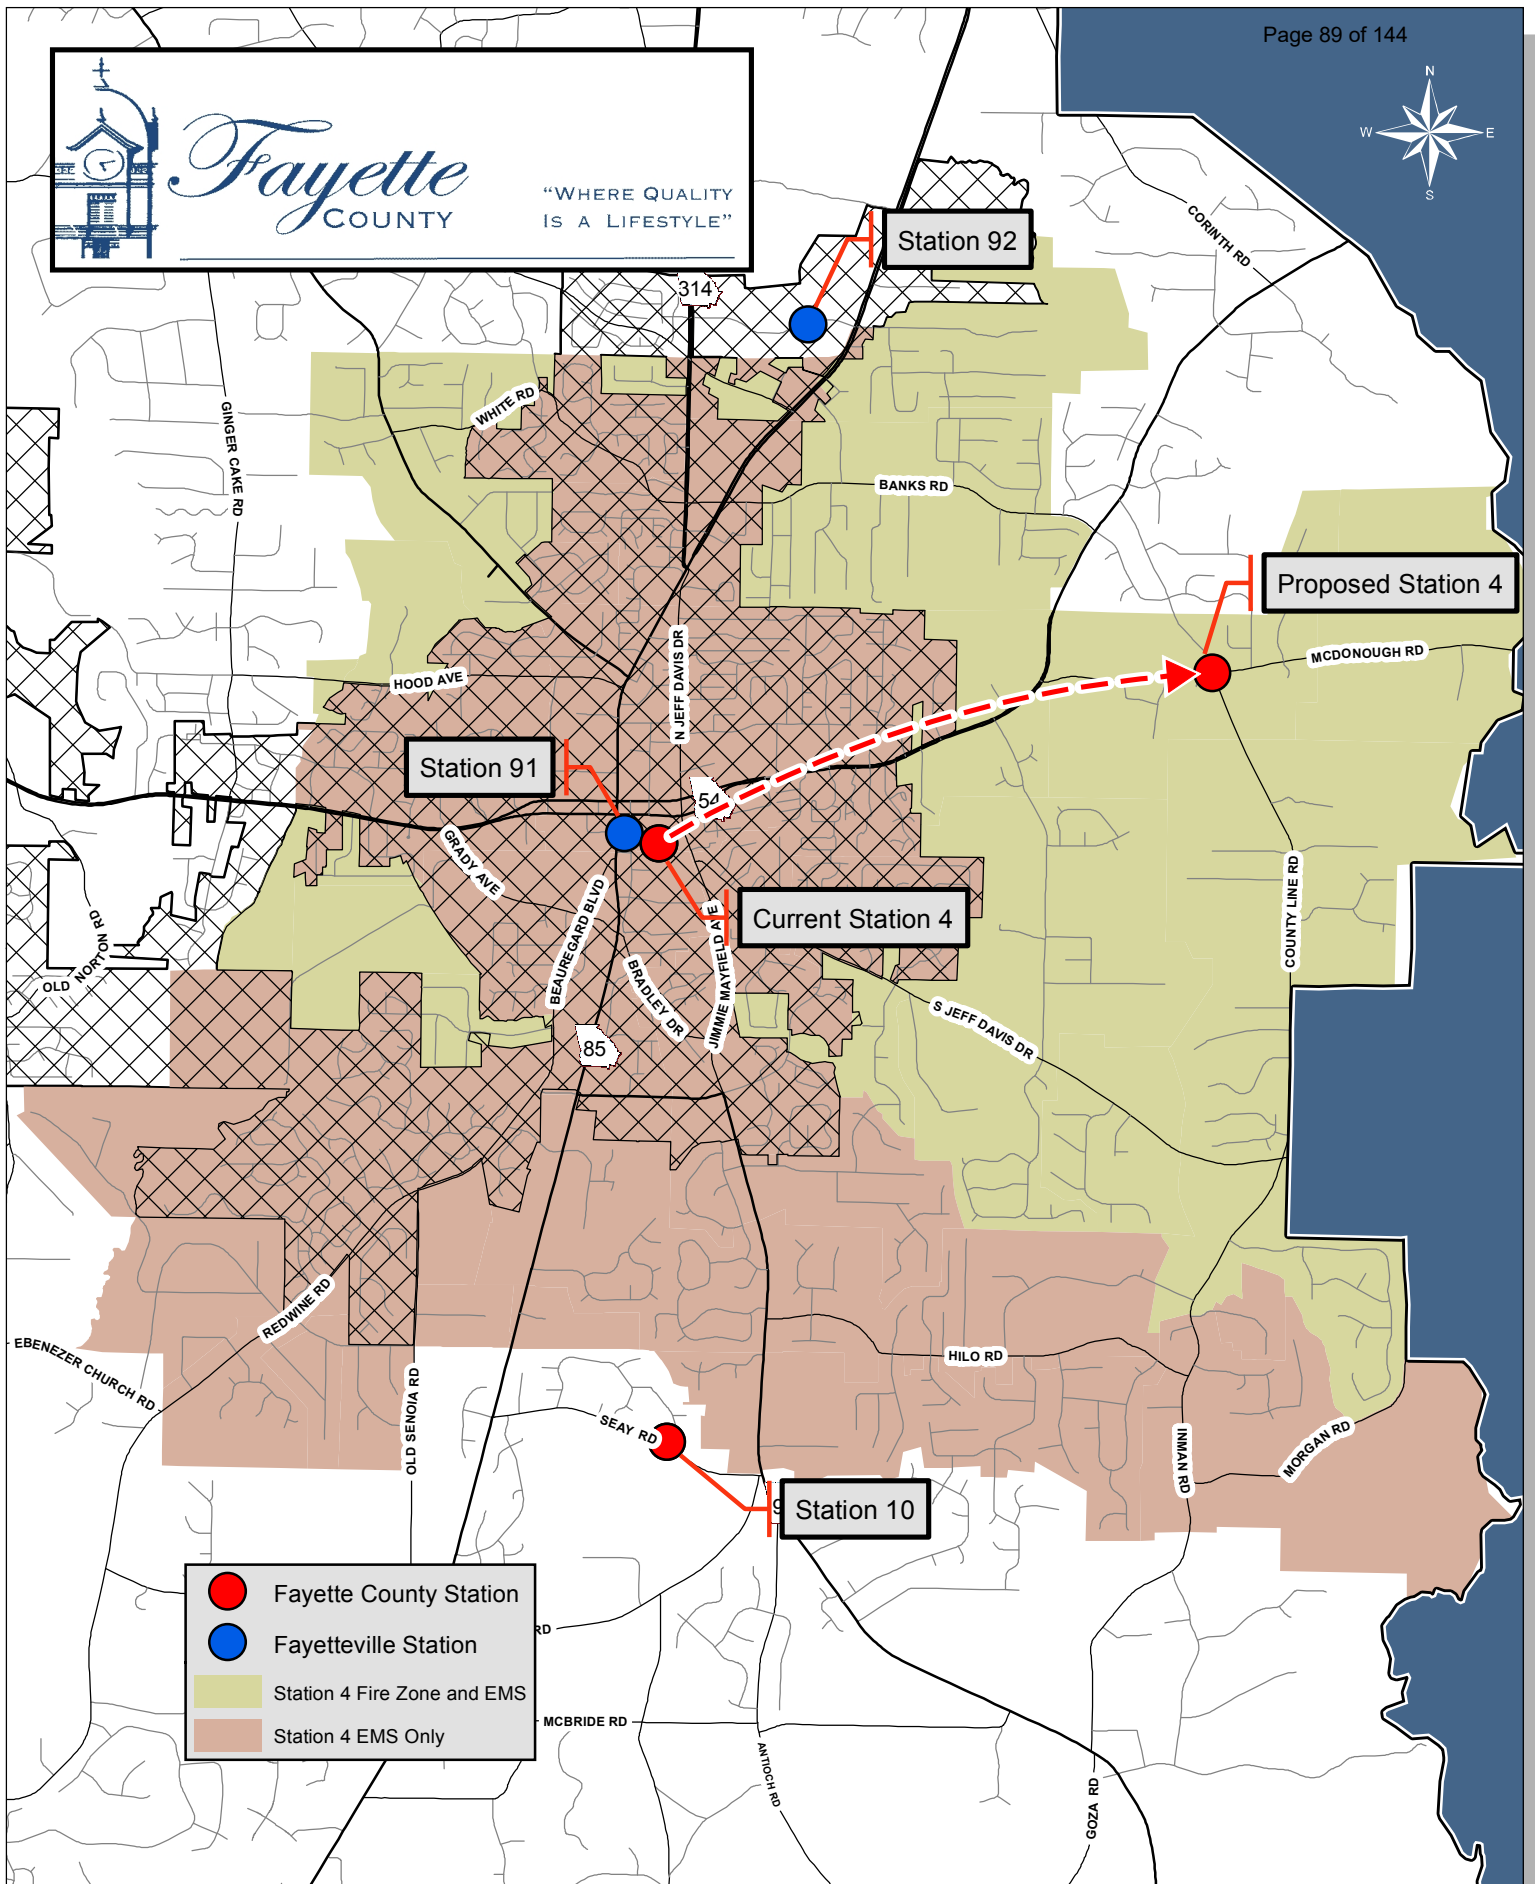 Page 89 of 144
N
W
E
S
Fayette
COUNTY
“WHERE QUALITY
IS A LIFESTYLE”
CORINTH RD
Station 92
314
WHITE RD
GINGER CAKE RD
BANKS RD
Proposed Station 4
MCDONOUGH RD
N JEFF DAVIS DR
HOOD AVE
Station 91
54
GRADY AVE
BEAUREGARD BLVD
Current Station 4
JIMMIE MAYFIELD AVE
COUNTY LINE RD
OLD NORTON RD
BRADLEY DR
S JEFF DAVIS DR
85
REDWINE RD
EBENEZER CHURCH RD
OLD SENOIA RD
HILO RD
SEAY RD
INMAN RD
MORGAN RD
9
Station 10
Fayette County Station
Fayetteville Station
Station 4 Fire Zone and EMS
Station 4 EMS Only
RD
MCBRIDE RD
ANTIOCH RD
GOZA RD